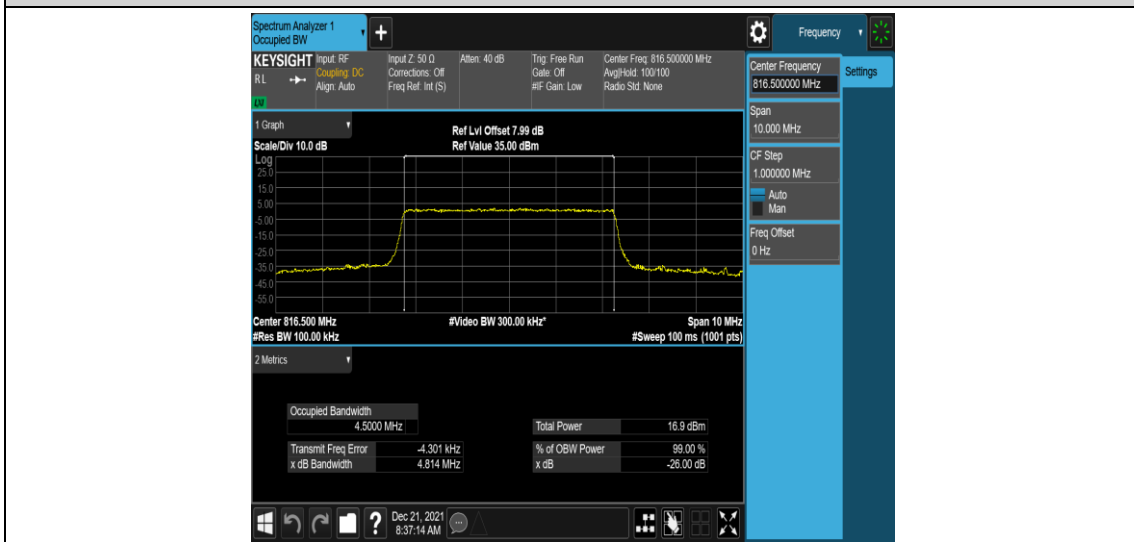 Spectrum Analyzer 1
Occupied BW
+
Frequency
KEYSIGHT
RL
Input: RF
Coupling: DC
Align: Auto
Input Z: 50 Ω
Corrections: Off
Freq Ref: Int (S)
Atten: 40 dB
Trig: Free Run
Gate: Off
#IF Gain: Low
Center Freq: 816.500000 MHz
Avg|Hold: 100/100
Radio Std: None
Center Frequency
816.500000 MHz
Settings
Span
10.000 MHz
CF Step
1.000000 MHz
Auto
Man
Freq Offset
0 Hz
1 Graph
Ref Lvl Offset 7.99 dB
Scale/Div 10.0 dB
Ref Value 35.00 dBm
Log
25.0
15.0
5.00
-5.00
-15.0
-25.0
-35.0
-45.0
-55.0
Center 816.500 MHz
#Video BW 300.00 kHz*
Span 10 MHz
#Res BW 100.00 kHz
#Sweep 100 ms (1001 pts)
2 Metrics
Occupied Bandwidth
4.5000 MHz
Total Power 16.9 dBm
Transmit Freq Error -4.301 kHz
% of OBW Power 99.00 %
x dB Bandwidth 4.814 MHz
x dB -26.00 dB
?
Dec 21, 2021
8:37:14 AM